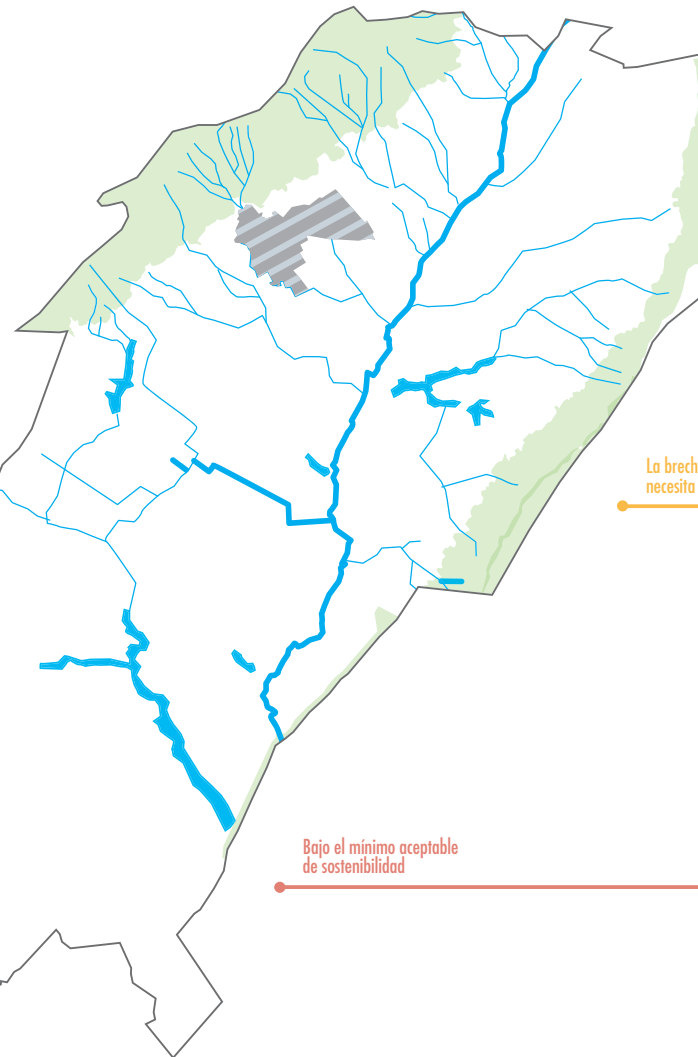 La brech
necesita
Bajo el mínimo aceptable
de sostenibilidad